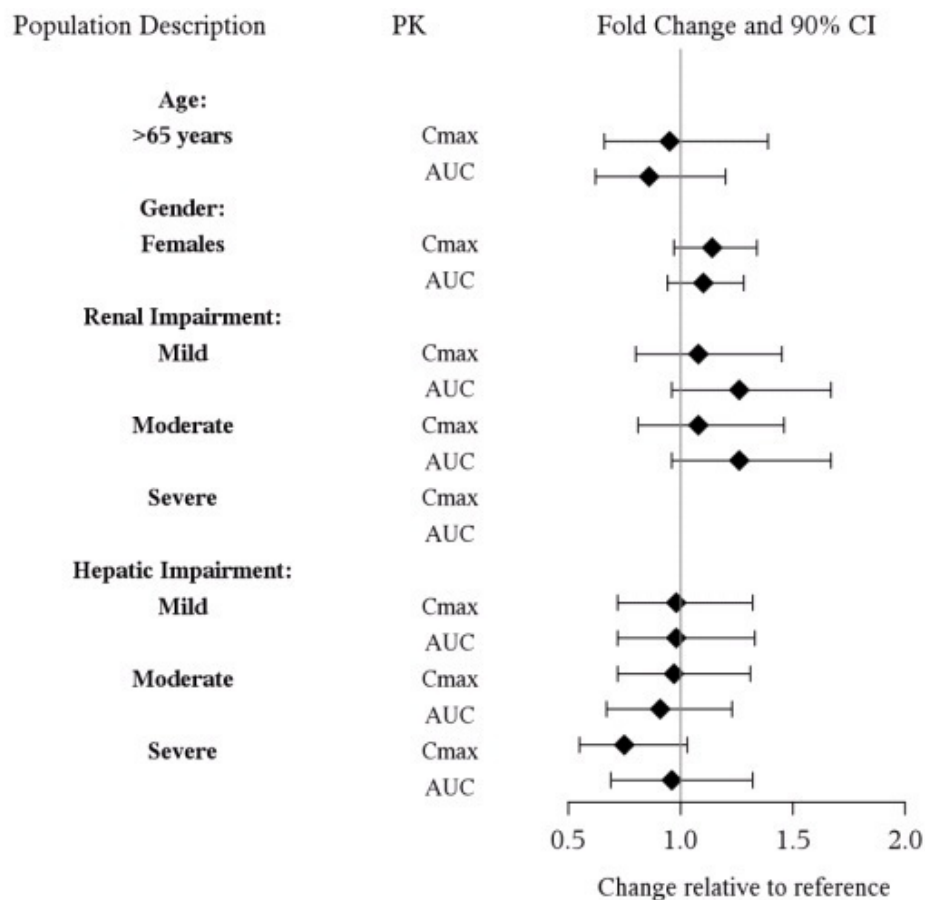 Population Description PK Fold Change and 90% CI
Age:
>65 years Cmax
AUC
Gender:
Females Cmax
AUC
Renal Impairment:
Mild Cmax
AUC
Moderate Cmax
AUC
Severe Cmax
AUC
Hepatic Impairment:
Mild Cmax
AUC
Moderate Cmax
AUC
Severe Cmax
AUC
0.5 1.0 1.5 2.0
Change relative to reference